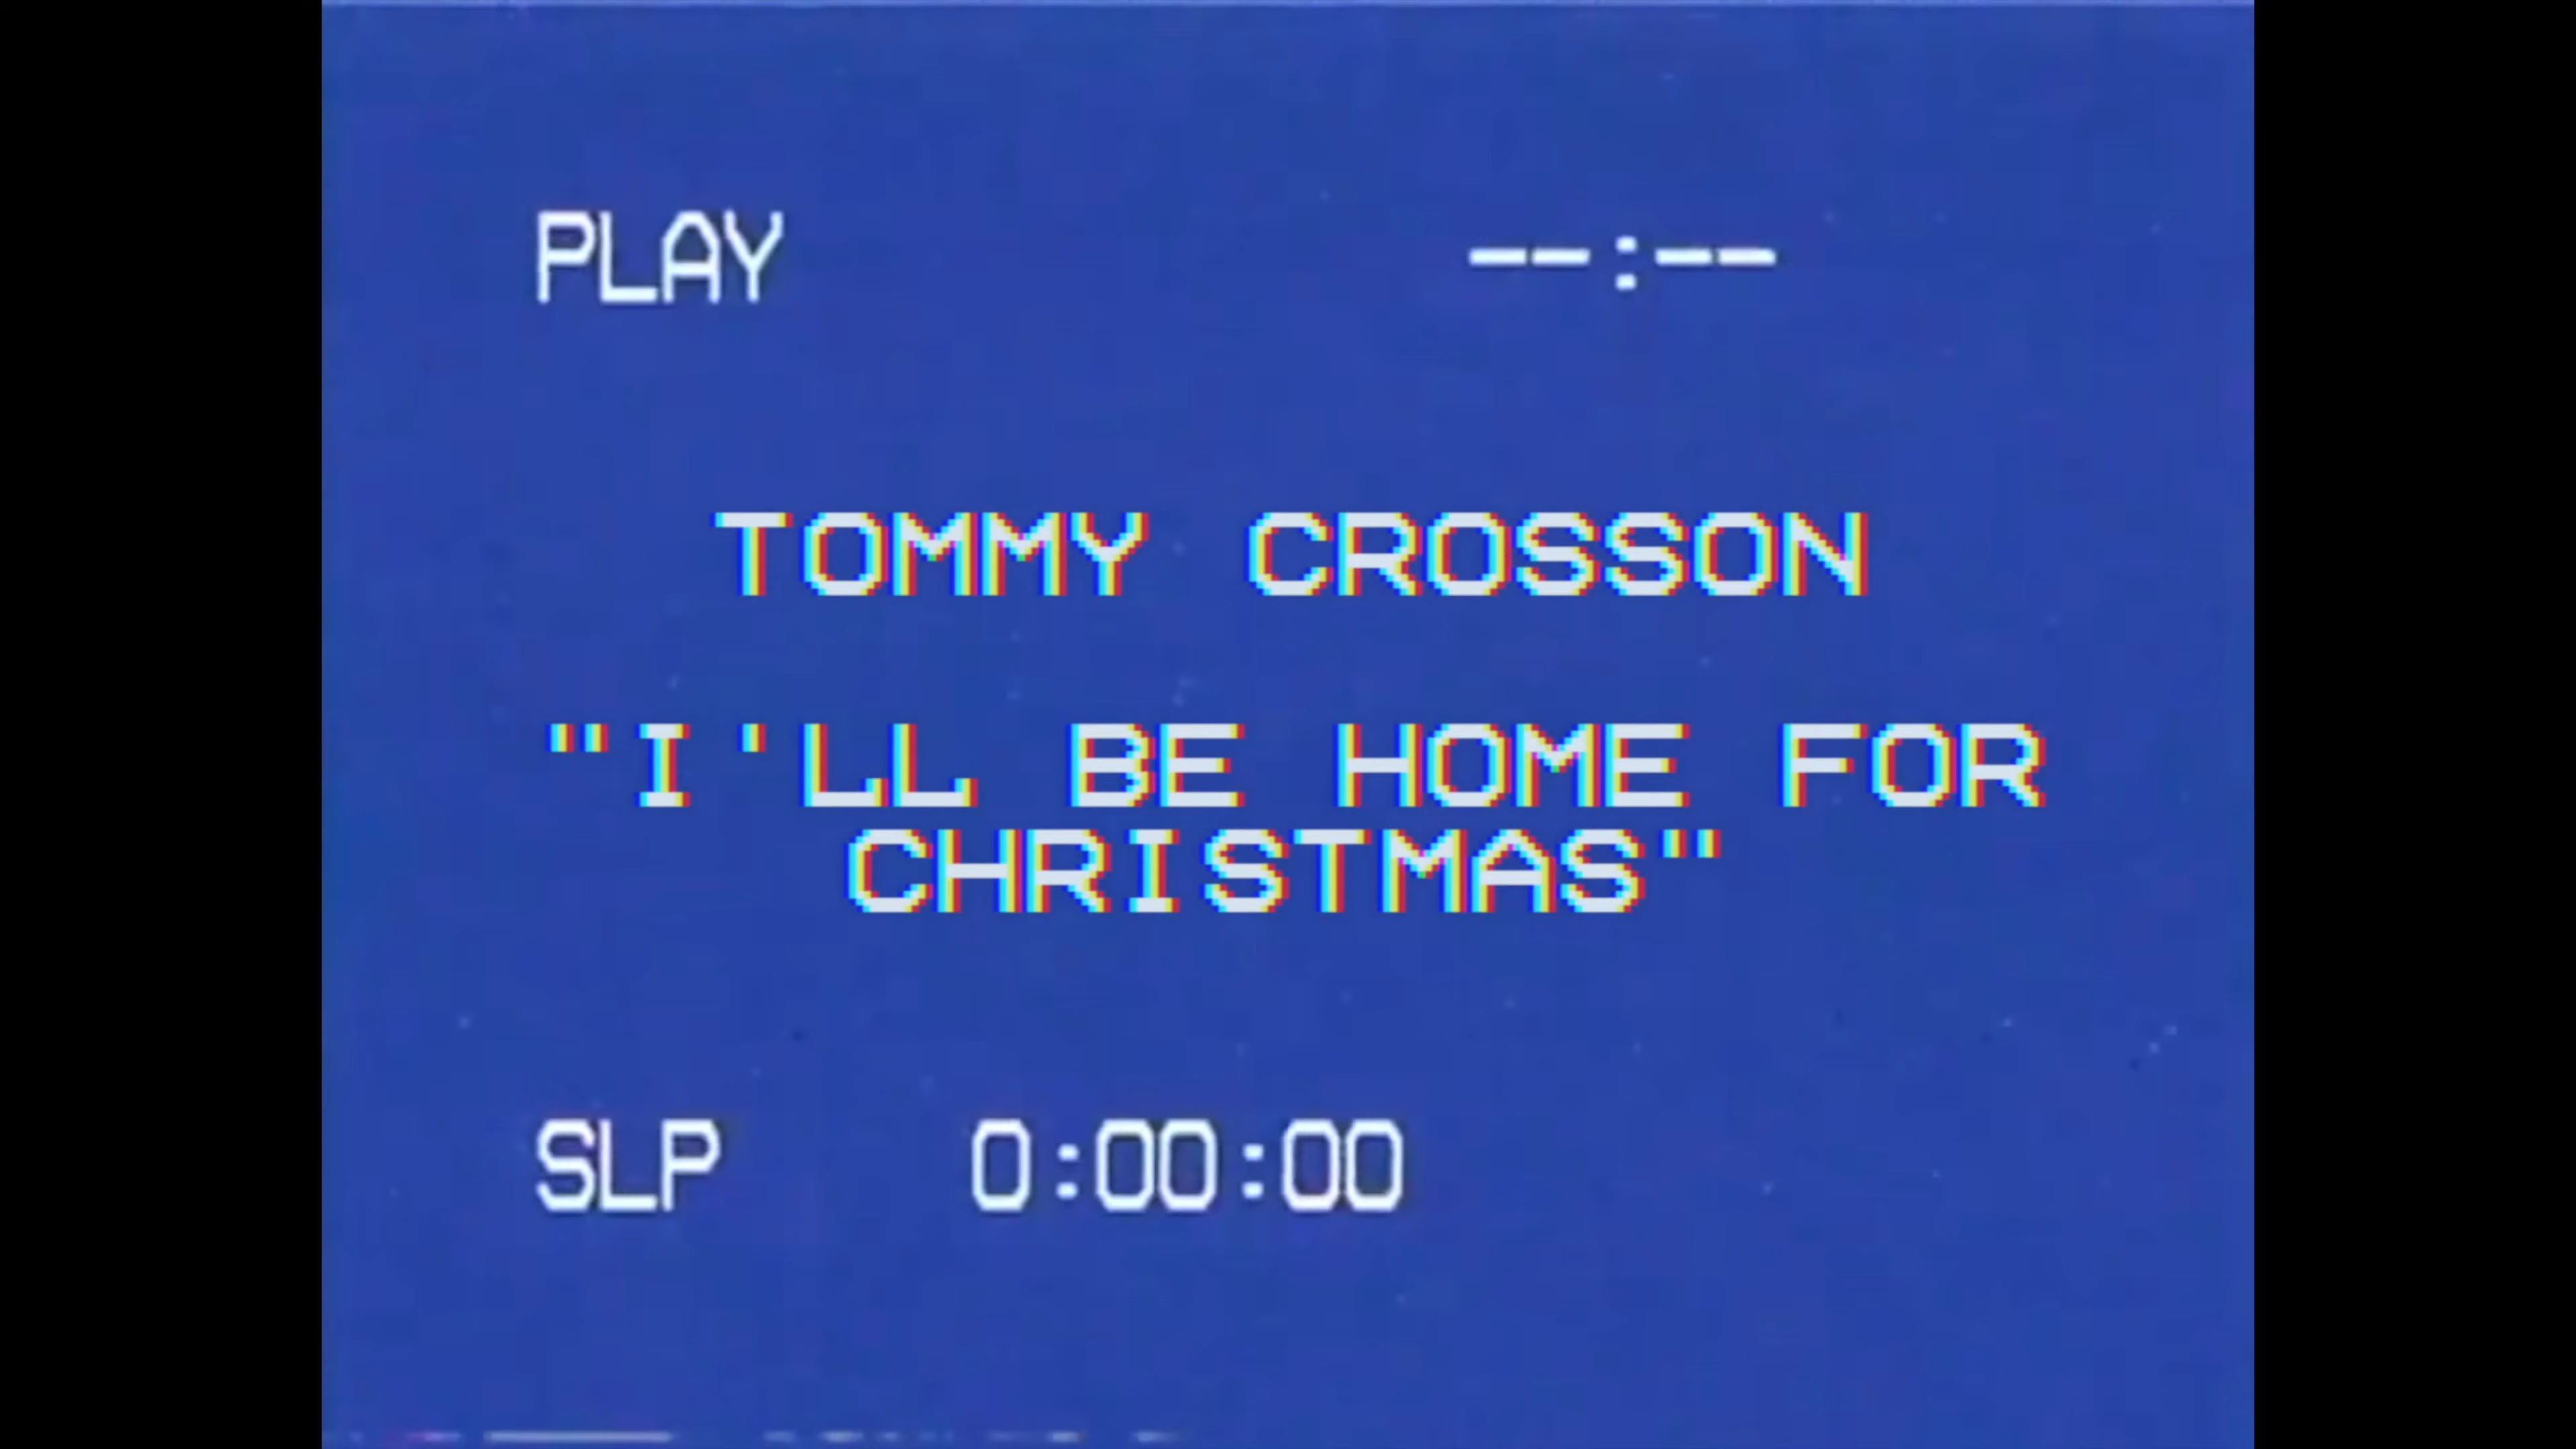 PLAY --:--
TOMMY CROSSON
"I'LL BE HOME FOR
CHRISTMAS"
SLP 0:00:00